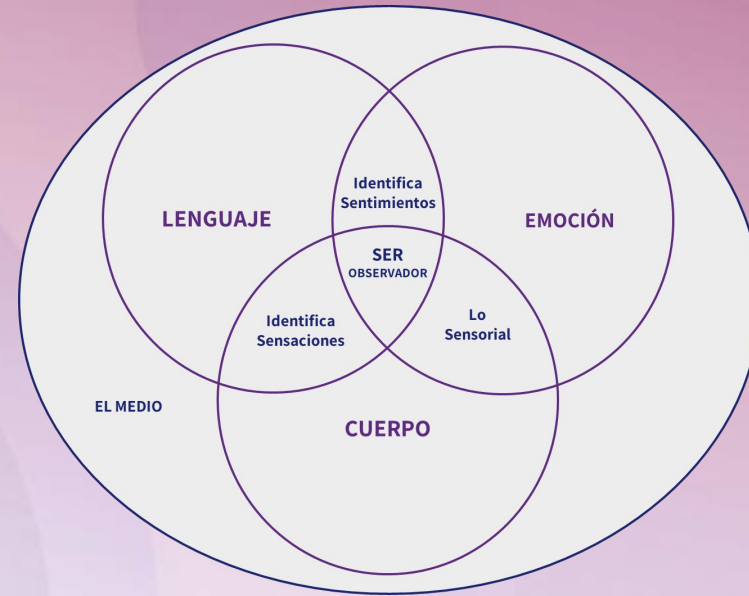 Identifica
Sentimientos
LENGUAJE
EMOCIÓN
SER
OBSERVADOR
Identifica
Sensaciones
Lo
Sensorial
EL MEDIO
CUERPO